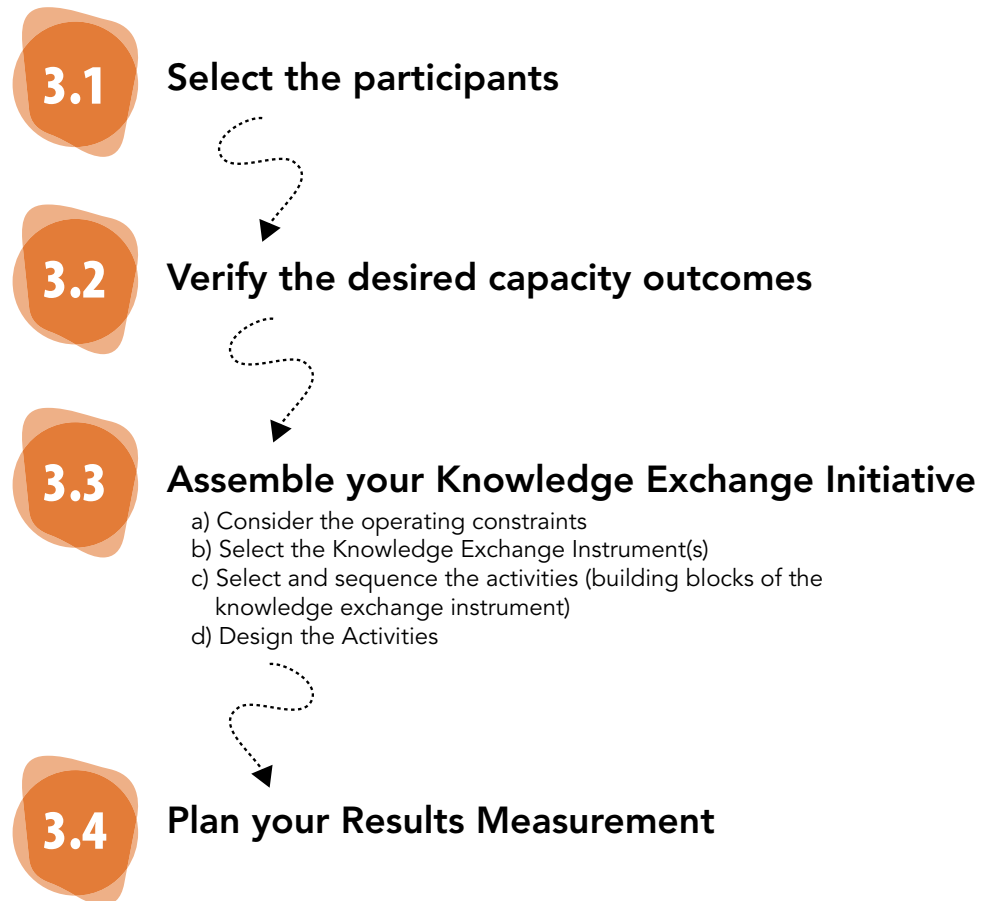 3.1
Select the participants
3.2
Verify the desired capacity outcomes
3.3
Assemble your Knowledge Exchange Initiative
a) Consider the operating constraints
b) Select the Knowledge Exchange Instrument(s)
c) Select and sequence the activities (building blocks of the
knowledge exchange instrument)
d) Design the Activities
3.4
Plan your Results Measurement